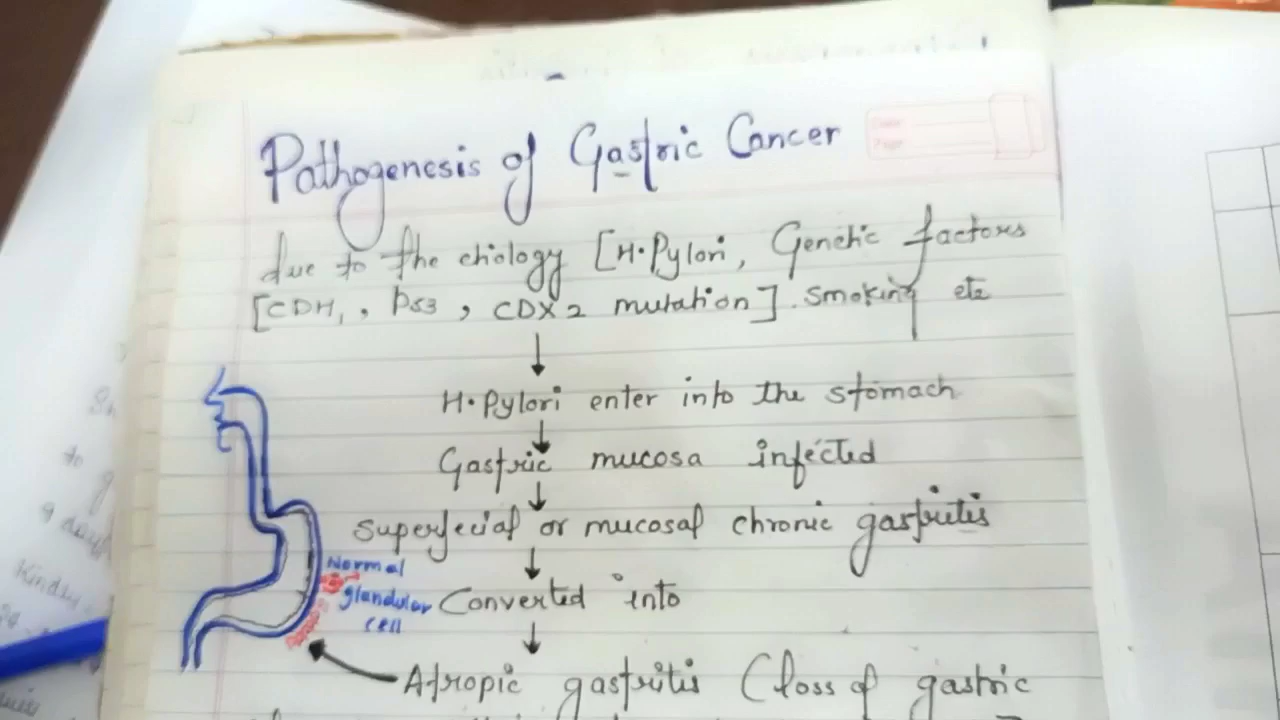 Pathogenesis of Gastric Cancer
due to the etiology [H.Pylori, Genetic factors
[CDH1, P53, CDX2 mutation]. Smoking etc
↓
H.Pylori enter into the stomach
↓
Gastric mucosa infected
↓
Superfecial or mucosal chronic gastritis
↓
Normal
glandular
cell
Converted into
↓
Atropic gastritis (loss of gastric